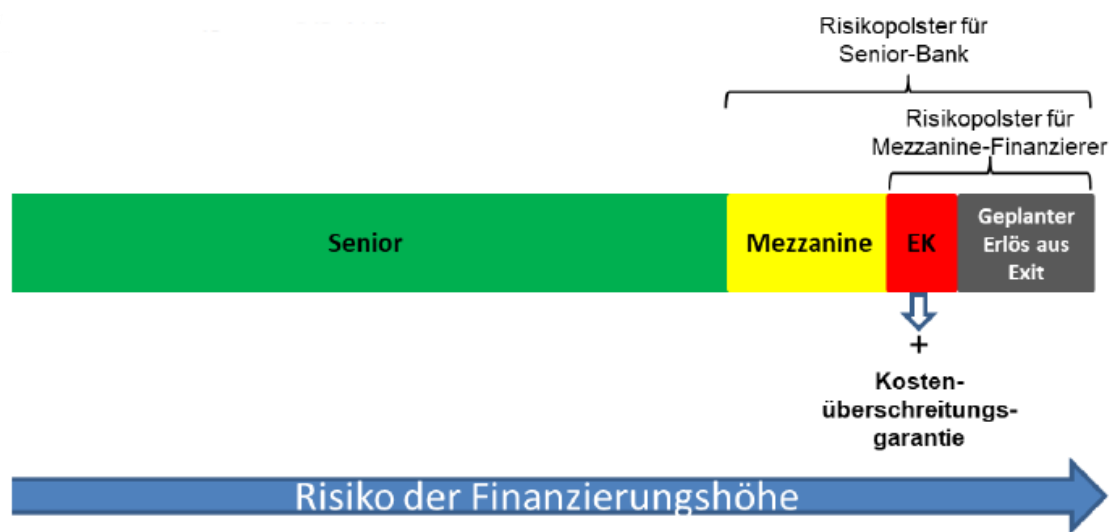 Risikopolster für
Senior-Bank
Risikopolster für
Mezzanine-Finanzierer
Senior
Mezzanine
EK
Geplanter
Erlös aus
Exit
+
Kosten-
überschreitungs-
garantie
Risiko der Finanzierungshöhe